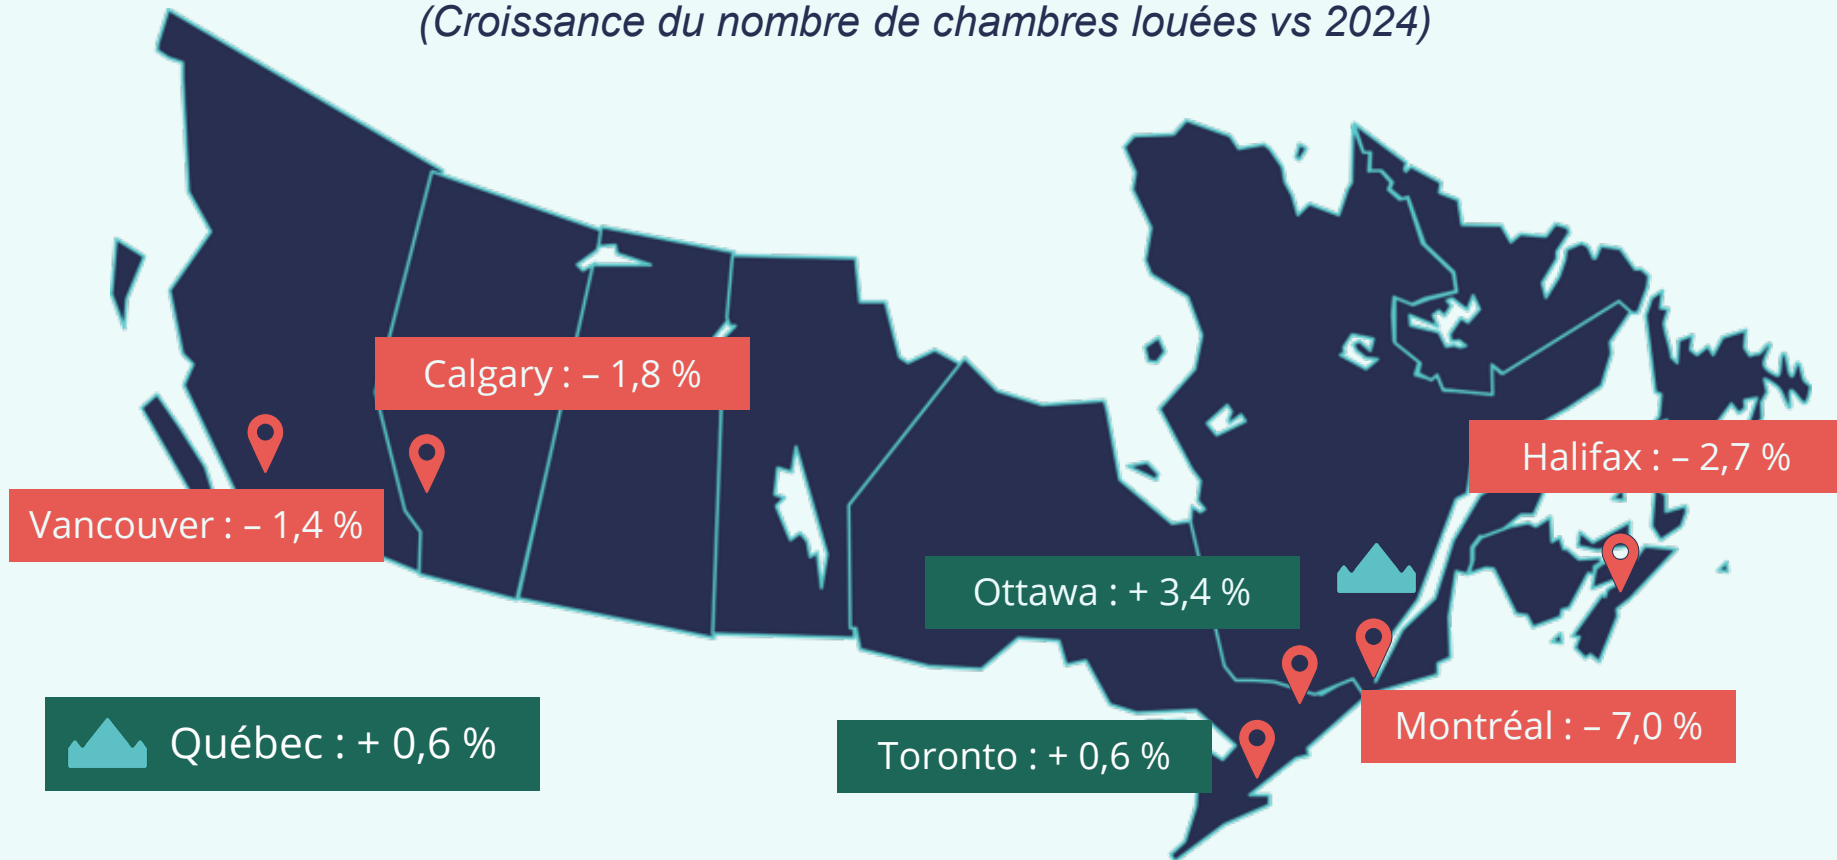 (Croissance du nombre de chambres louées vs 2024)
Calgary : – 1,8 %
Halifax : – 2,7 %
Vancouver : – 1,4 %
Ottawa : + 3,4 %
Montréal : – 7,0 %
Québec : + 0,6 %
Toronto : + 0,6 %